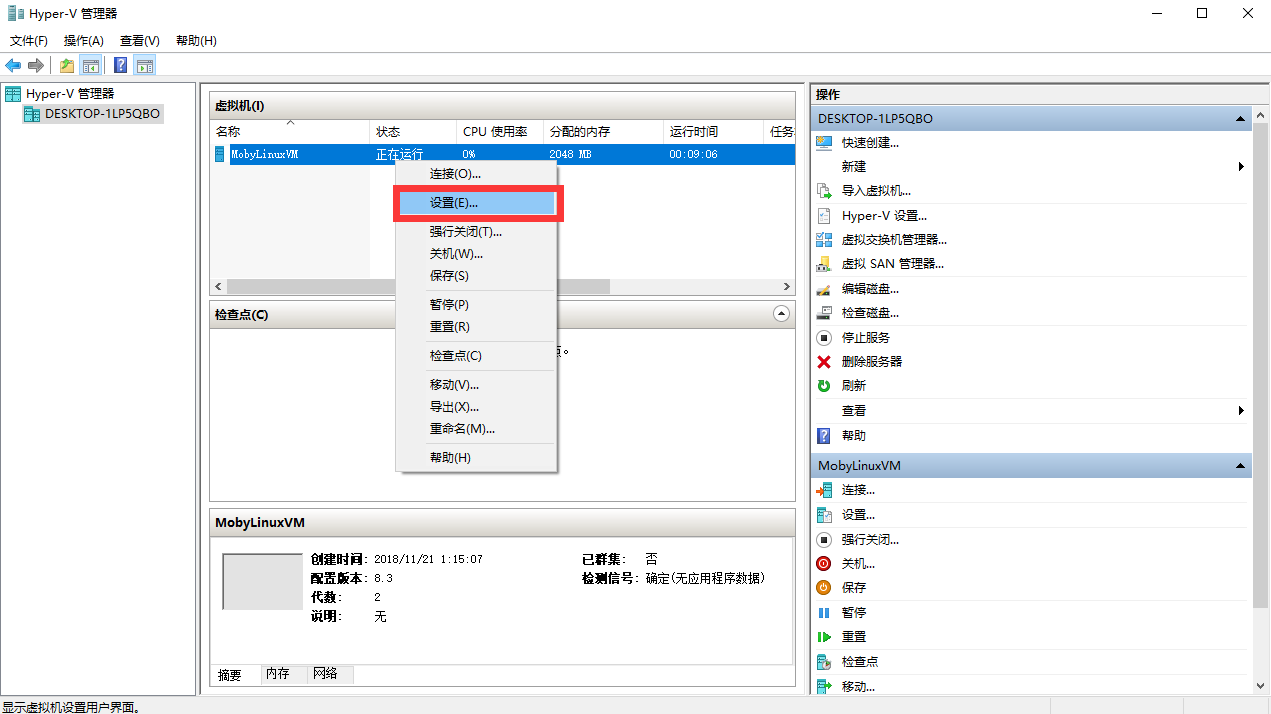 Hyper-V 管理器
文件(F) 操作(A) 查看(V) 帮助(H)
Hyper-V 管理器
DESKTOP-1LP5QBO
虚拟机(I)
名称 状态 CPU 使用率 分配的内存 运行时间 任务
MobyLinuxVM 正在运行 0% 2048 MB 00:09:06
连接(O)...
设置(E)...
强行关闭(T)...
关机(W)...
保存(S)
暂停(P)
重置(R)
检查点(C)
移动(V)...
导出(X)...
重命名(M)...
帮助(H)
检查点(C)
。
MobyLinuxVM
创建时间: 2018/11/21 1:15:07 已群集: 否
配置版本: 8.3 检测信号: 确定(无应用程序数据)
代数: 2
说明: 无
摘要 内存 网络
操作
DESKTOP-1LP5QBO
快速创建...
新建
导入虚拟机...
Hyper-V 设置...
虚拟交换机管理器...
虚拟 SAN 管理器...
编辑磁盘...
检查磁盘...
停止服务
删除服务器
刷新
查看
帮助
MobyLinuxVM
连接...
设置...
强行关闭...
关机...
保存
暂停
重置
检查点
移动...
显示虚拟机设置用户界面。